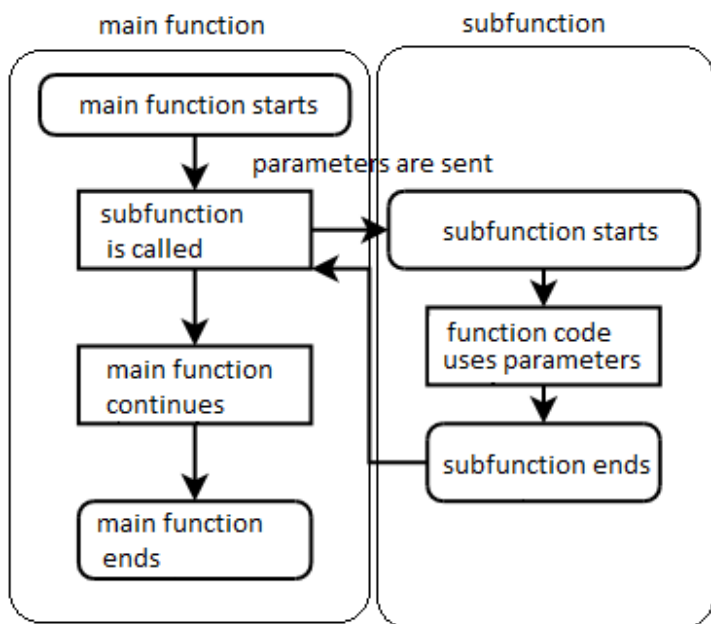 main function
subfunction
main function starts
parameters are sent
subfunction
is called
subfunction starts
function code
uses parameters
main function
continues
subfunction ends
main function
ends